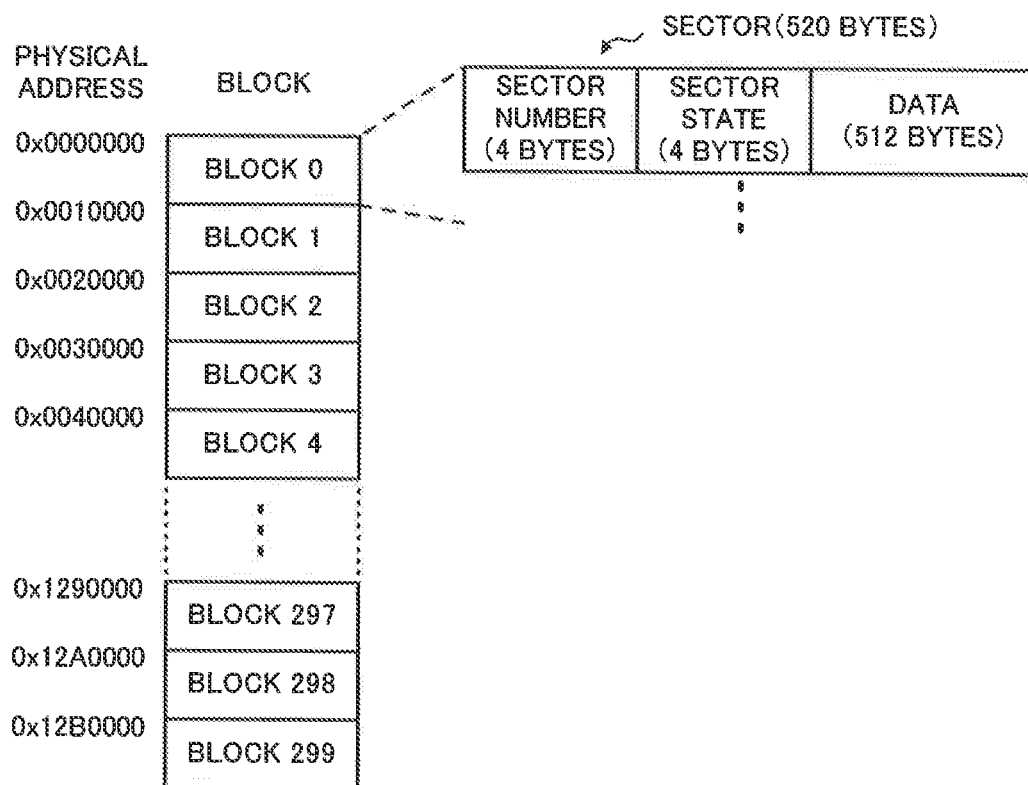 SECTOR(520 BYTES)
PHYSICAL
ADDRESS
BLOCK
SECTOR
NUMBER
(4 BYTES)
SECTOR
STATE
(4 BYTES)
DATA
(512 BYTES)
0x0000000
BLOCK 0
0x0010000
BLOCK 1
0x0020000
BLOCK 2
0x0030000
BLOCK 3
0x0040000
BLOCK 4
0x1290000
BLOCK 297
0x12A0000
BLOCK 298
0x12B0000
BLOCK 299